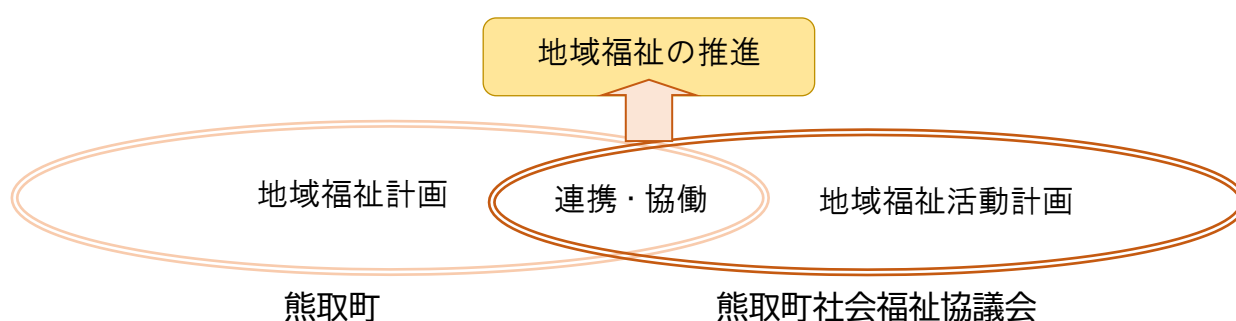 地域福祉の推進
地域福祉計画
連携・協働
地域福祉活動計画
熊取町
熊取町社会福祉協議会